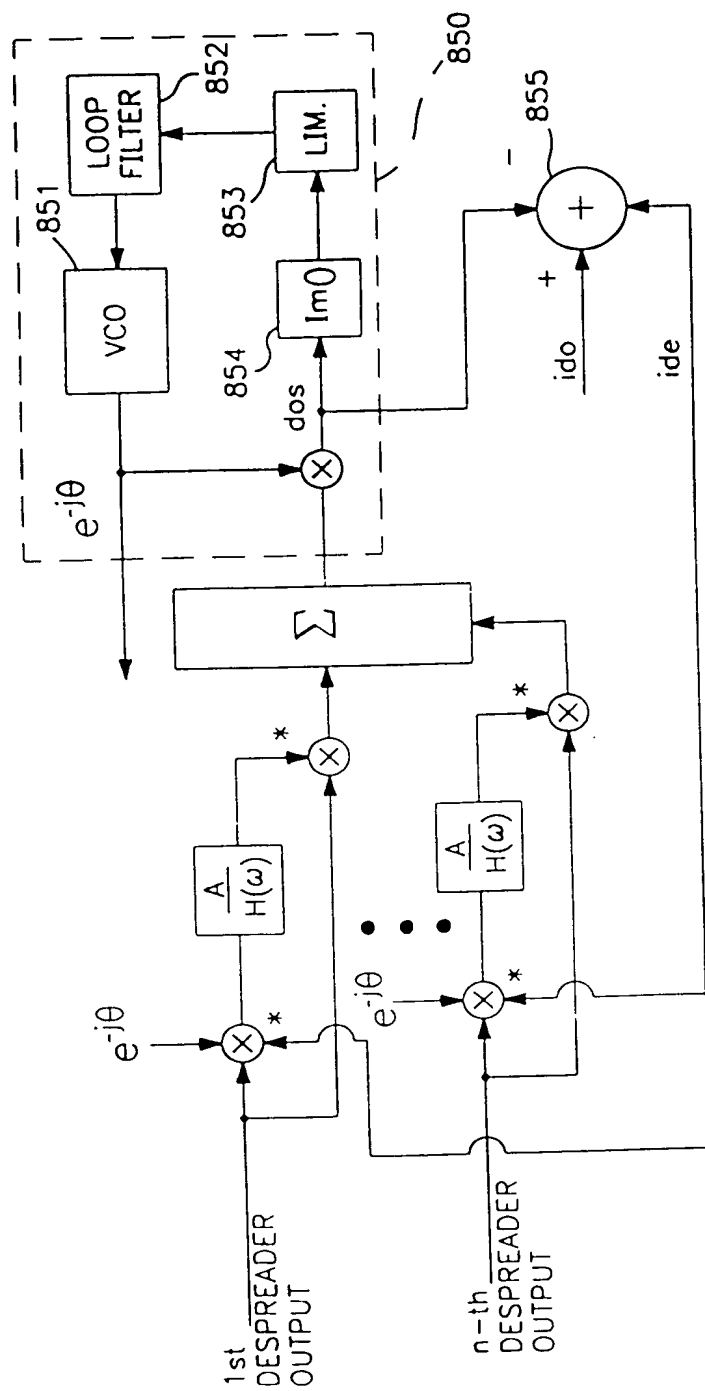 1st
DESPREADER
OUTPUT
e-jθ
*
A
H(ω)
*
n-th
DESPREADER
OUTPUT
e-jθ
*
A
H(ω)
*
Σ
e-jθ
VCO
851
LOOP
FILTER
852
LIM.
853
Im()
854
dos
850
ido
ide
+
-
+
855